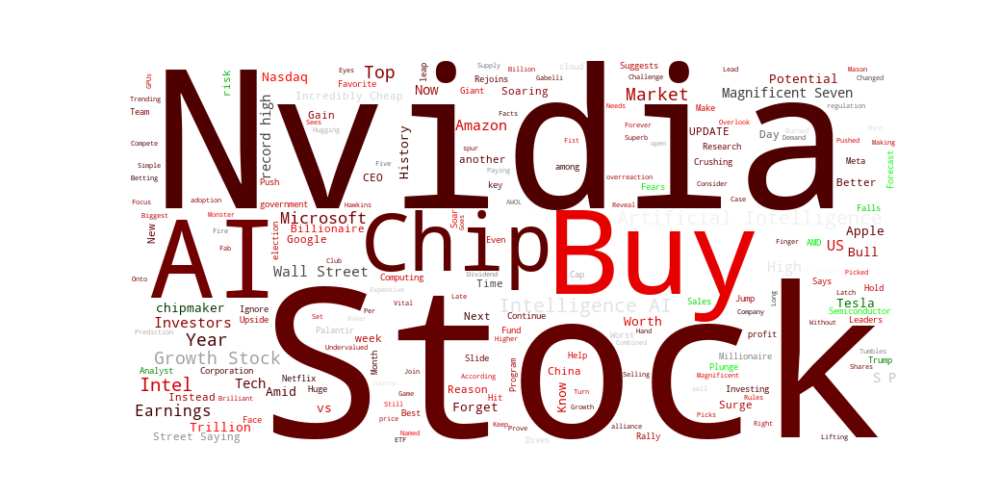 Nvidia
Stock
Buy
AI
Chip
GPUs
risk
Nasdaq
Eyes
Favorite
Top
leap
Supply
Billion
Rejoins
Gabelli
cloud
Suggests
Challenge
Lead
Mason
Changed
Potential
Trending
Team
record high
Incredibly Cheap
Now
Giant
Soaring
Market
Magnificent Seven
regulation
Gain
Sees
Hugging
History
Amazon
Facts
Needs
Forever
Superb
open
Make
UPDATE
Day
Burned
Demand
Hold
Pushed
Making
Compete
Simple
Betting
Five
CEO
another
spur
Paying
key
Fist
among
Research
Crushing
Overlook
Meta
Better
Forecast
Focus
adoption
Push
government
Hawkins
AWOL
overreaction
Reveal
Fears
Consider
Case
Falls
New
Biggest
Monster
Fire
Fab
election
Microsoft
Billionaire
Google
Soar
Goes
Even
Artificial Intelligence
Finger
AMD
US
Apple
Bull
Onto
Club
Wall Street
Computing
Dividend
Time
Cap
High
Says
Picked
Latch
Hold
chipmaker
Ignore
Upside
Expensive
Set
Per
Vital
Late
Intelligence AI
Sales
Jump
Company
Long
Tesla
Semiconductor
Leaders
Investors
Year
Prediction
Palantir
Maker
week
Next
Continue
Fund
Higher
Worth
Worst
Combined
Hand
profit
Without
Tumbles
Growth Stock
Undervalued
Month
Slide
Rally
Help
China
Millionaire
Plunge
Magnificent
Trump
Shares
S P
Analyst
Corporation
Intel
Tech
Amid
Netflix
Huge
Join
source
According
Reason
Program
Know
Turn
Growth
Selling
sell
Investing
Rules
Surge
Picks
Instead
Brilliant
Earnings
vs
Game
Still
price
Best
Named
ETF
Forget
Hit
Keep
Prove
Dives
alliance
Right
Lifting
Trillion
Face
Street Saying